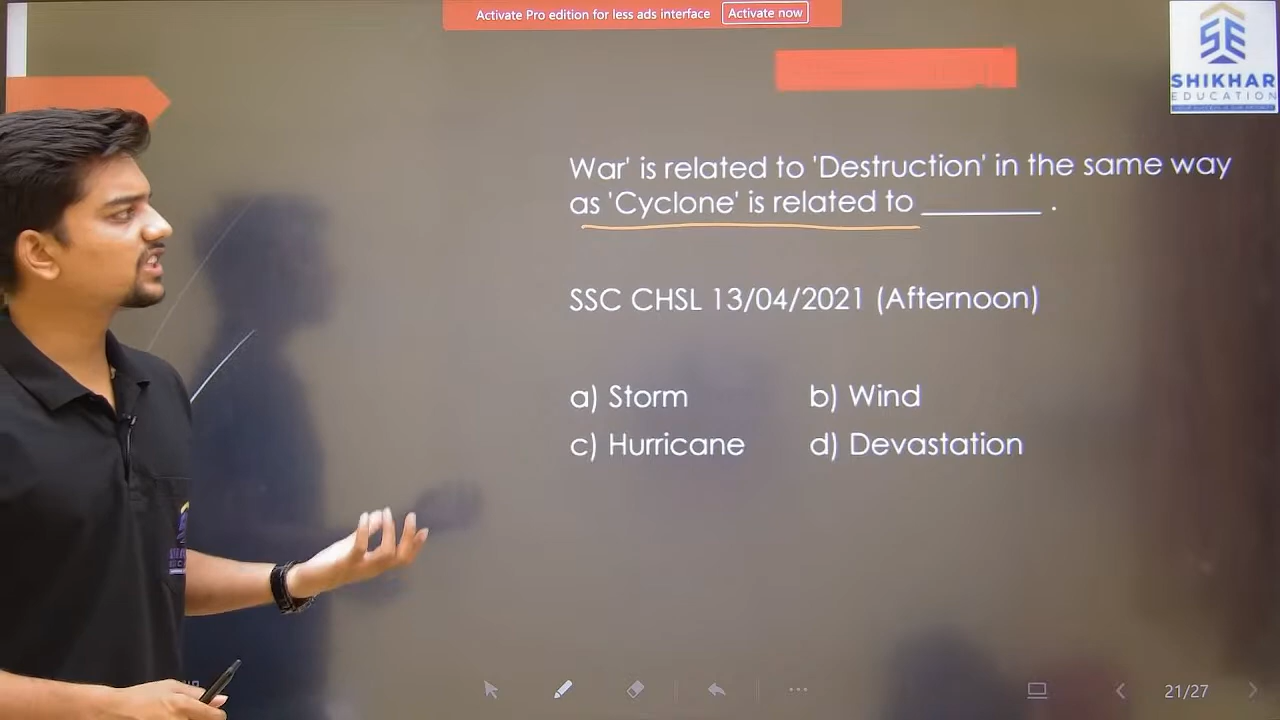 Activate Pro edition for less ads interface Activate now
SHIKHAR
EDUCATION
War' is related to 'Destruction' in the same way
as 'Cyclone' is related to ________ .
SSC CHSL 13/04/2021 (Afternoon)
a) Storm b) Wind
c) Hurricane d) Devastation
21/27